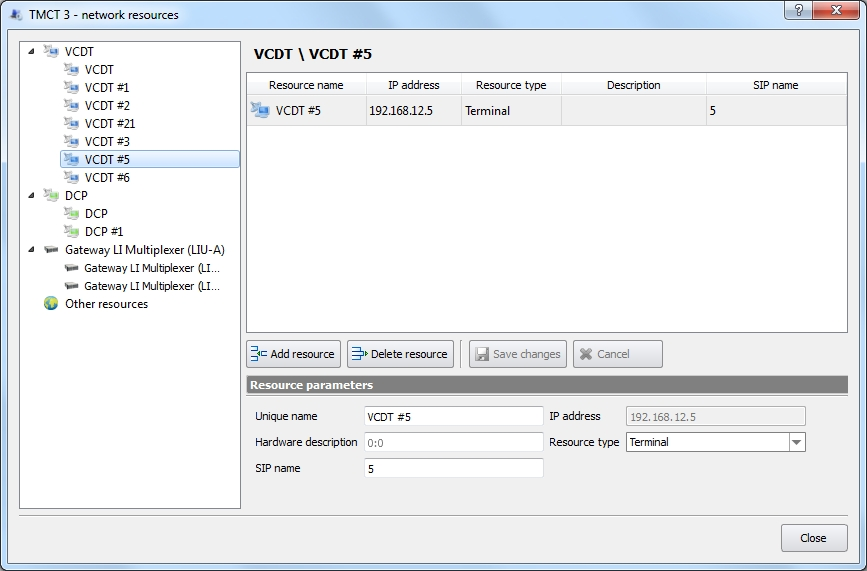 TMCT 3 - network resources
?
VCDT
VCDT
VCDT #1
VCDT #2
VCDT #21
VCDT #3
VCDT #5
VCDT #6
DCP
DCP
DCP #1
Gateway LI Multiplexer (LIU-A)
Gateway LI Multiplexer (LI...
Gateway LI Multiplexer (LI...
Other resources
VCDT \ VCDT #5
Resource name IP address Resource type Description SIP name
VCDT #5 192.168.12.5 Terminal 5
Add resource Delete resource Save changes Cancel
Resource parameters
Unique name VCDT #5 IP address 192.168.12.5
Hardware description 0:0 Resource type Terminal
SIP name 5
Close